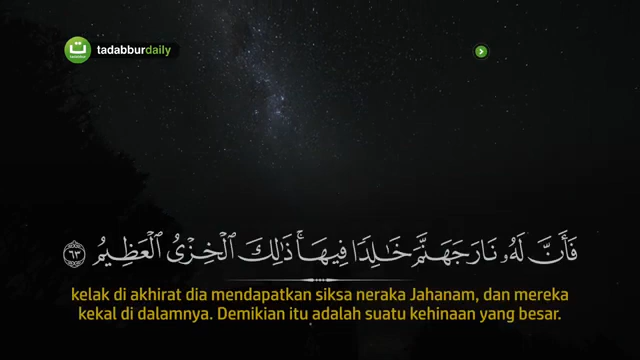 tadabburdaily
فَأَنَّ لَهُۥ نَارَ جَهَنَّمَ خَٰلِدًا فِيهَا ۚ ذَٰلِكَ ٱلْخِزْىُ ٱلْعَظِيمُ ٦٣
kelak di akhirat dia mendapatkan siksa neraka Jahanam, dan mereka
kekal di dalamnya. Demikian itu adalah suatu kehinaan yang besar.